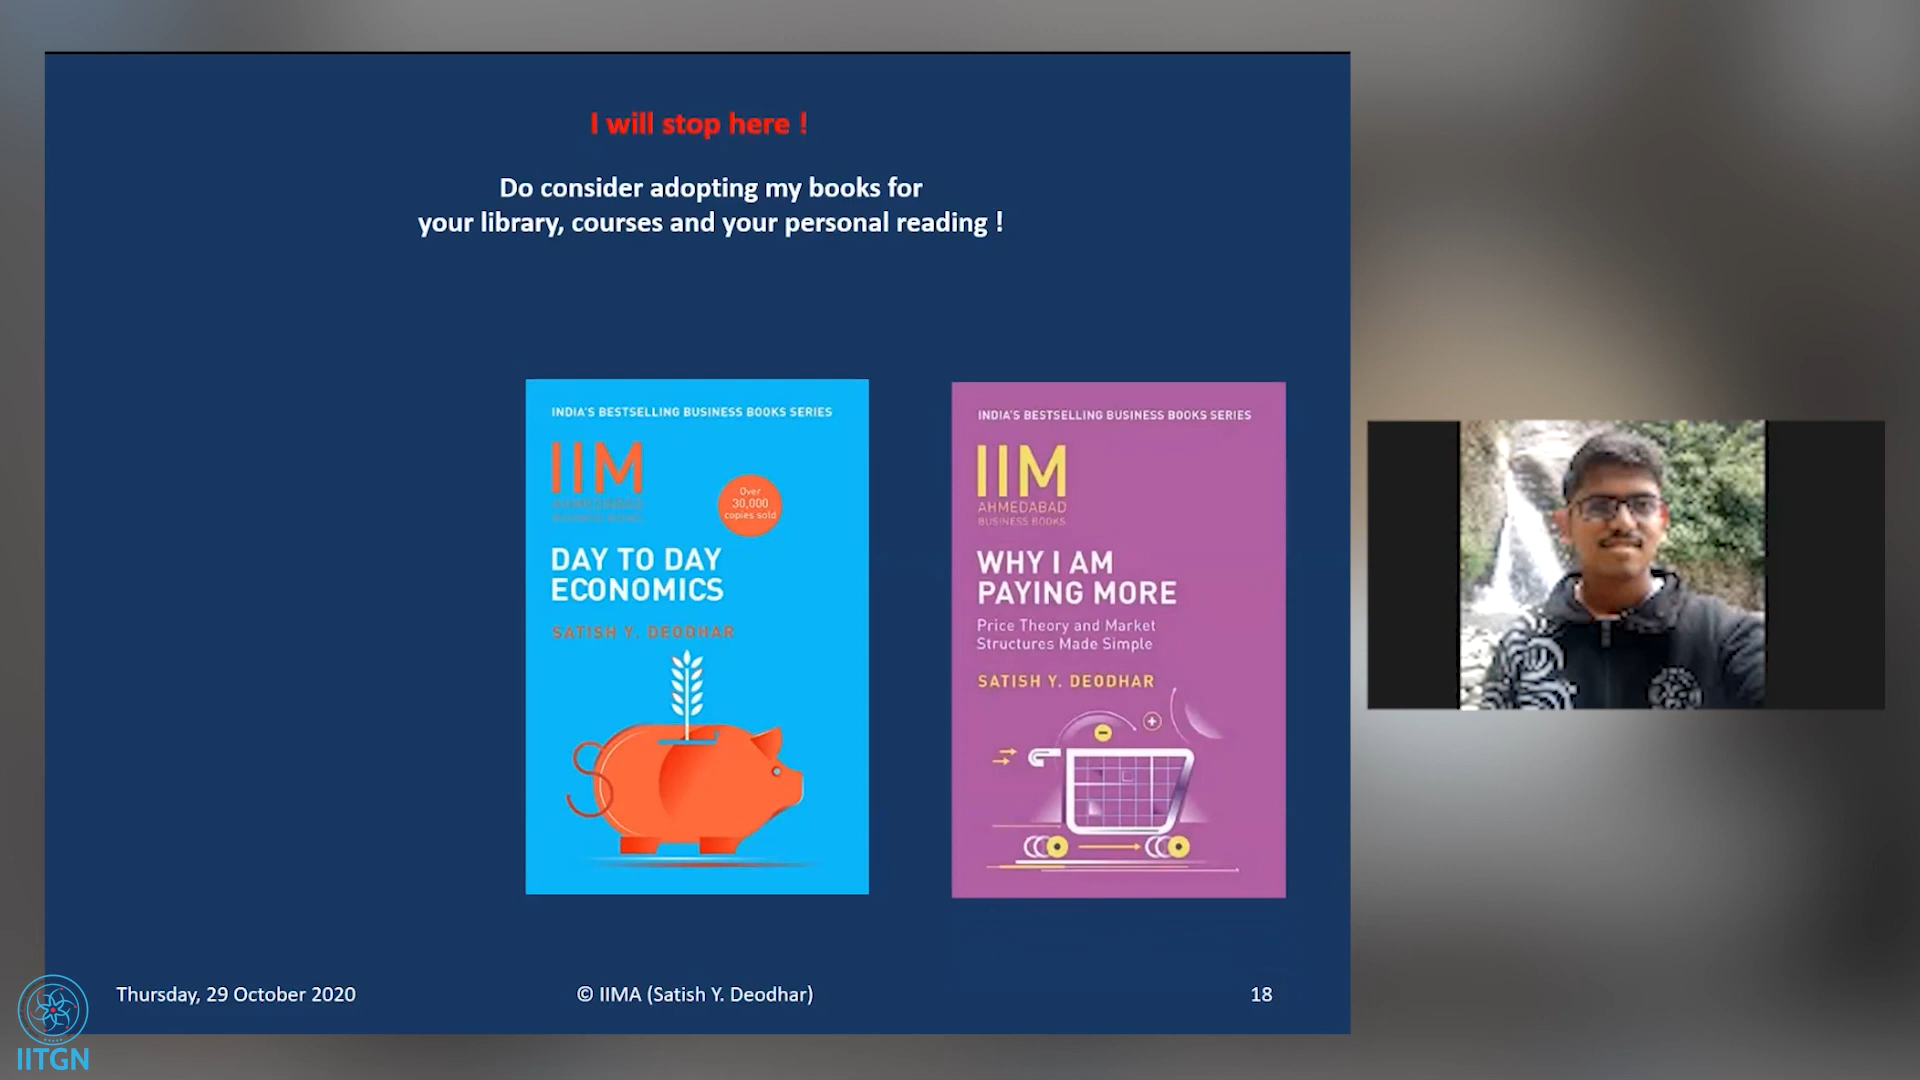 I will stop here !
Do consider adopting my books for
your library, courses and your personal reading !
INDIA'S BESTSELLING BUSINESS BOOKS SERIES
IIM
AHMEDABAD
BUSINESS BOOKS
Over
30,000
copies sold
DAY TO DAY
ECONOMICS
SATISH Y. DEODHAR
INDIA'S BESTSELLING BUSINESS BOOKS SERIES
IIM
AHMEDABAD
BUSINESS BOOKS
WHY I AM
PAYING MORE
Price Theory and Market
Structures Made Simple
SATISH Y. DEODHAR
Thursday, 29 October 2020
© IIMA (Satish Y. Deodhar)
18
IITGN